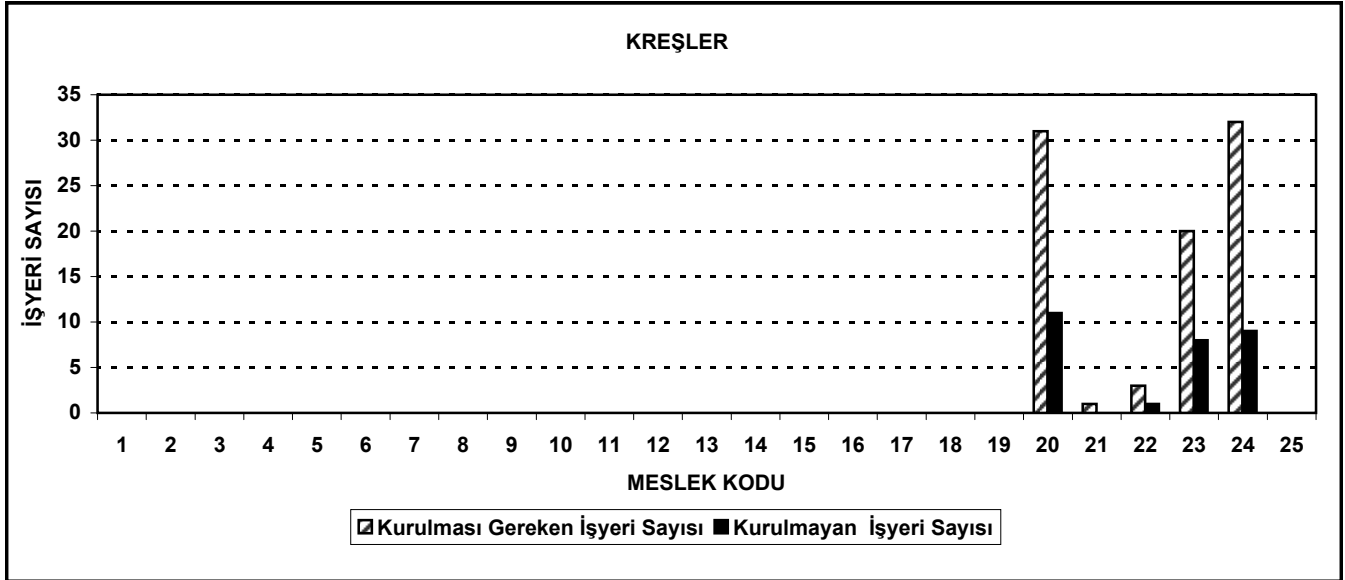 KREŞLER
35
30
25
20
15
10
5
0
İŞYERİ SAYISI
1 2 3 4 5 6 7 8 9 10 11 12 13 14 15 16 17 18 19 20 21 22 23 24 25
MESLEK KODU
Kurulması Gereken İşyeri Sayısı Kurulmayan İşyeri Sayısı